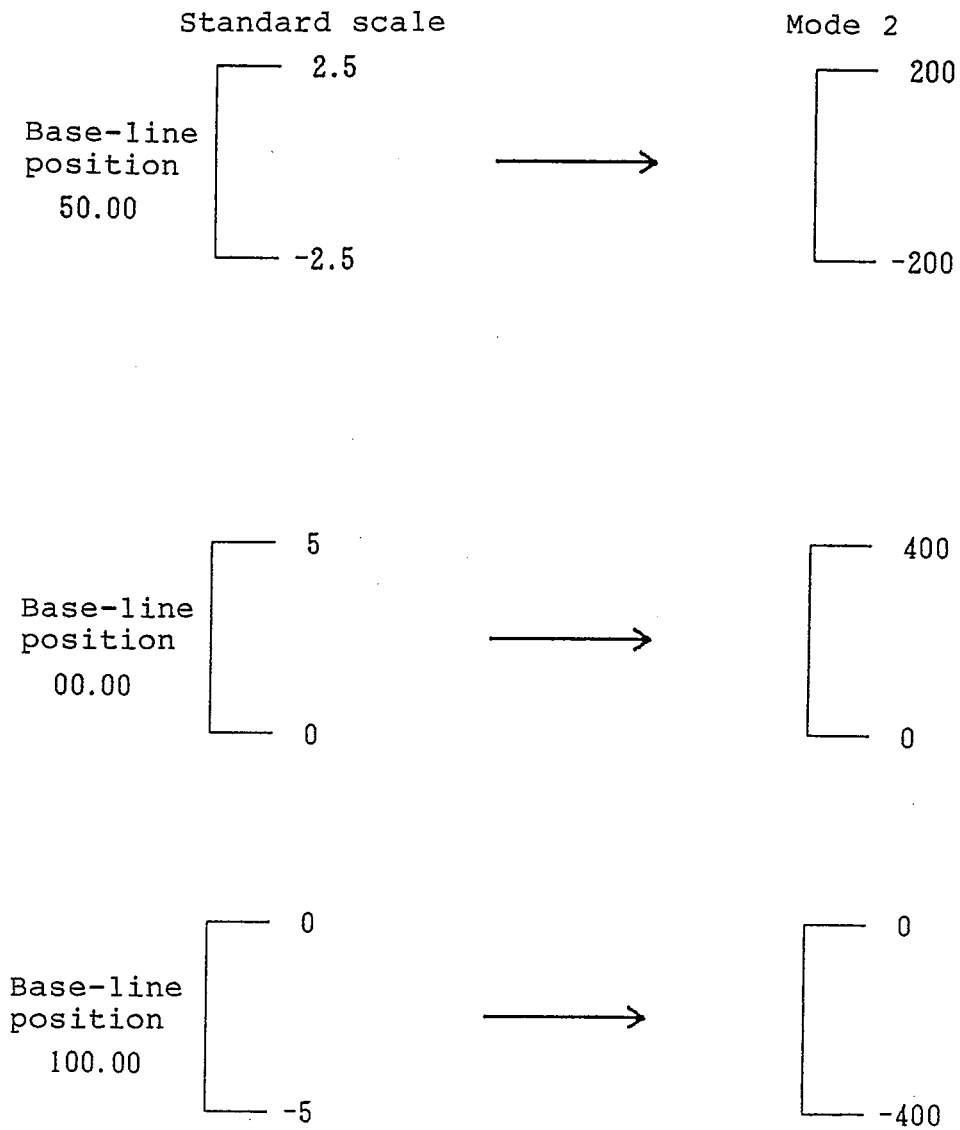 Standard scale
Mode 2
2.5
200
Base-line
position
50.00
-2.5
-200
5
400
Base-line
position
00.00
0
0
0
0
Base-line
position
100.00
-5
-400